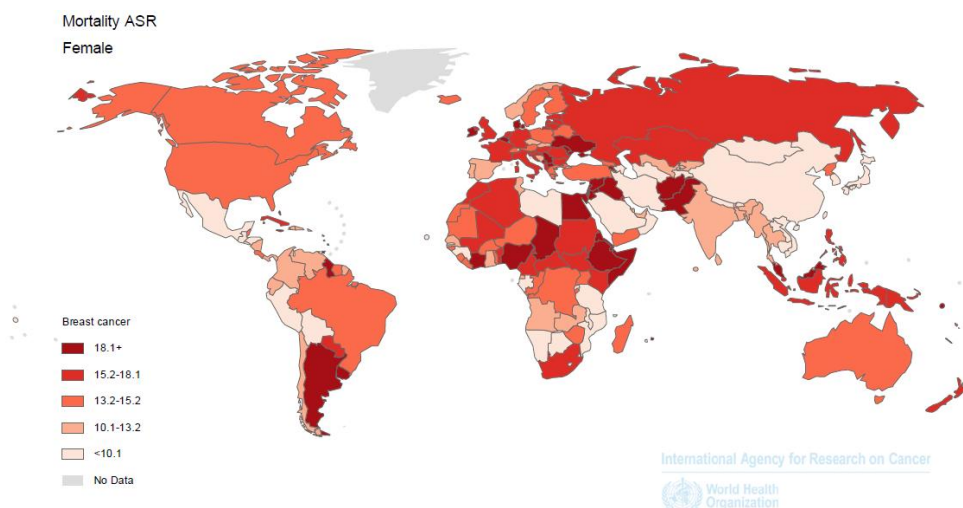 Mortality ASR
Female
Breast cancer
18.1+
15.2-18.1
13.2-15.2
10.1-13.2
<10.1
No Data
International Agency for Research on Cancer
World Health
Organization